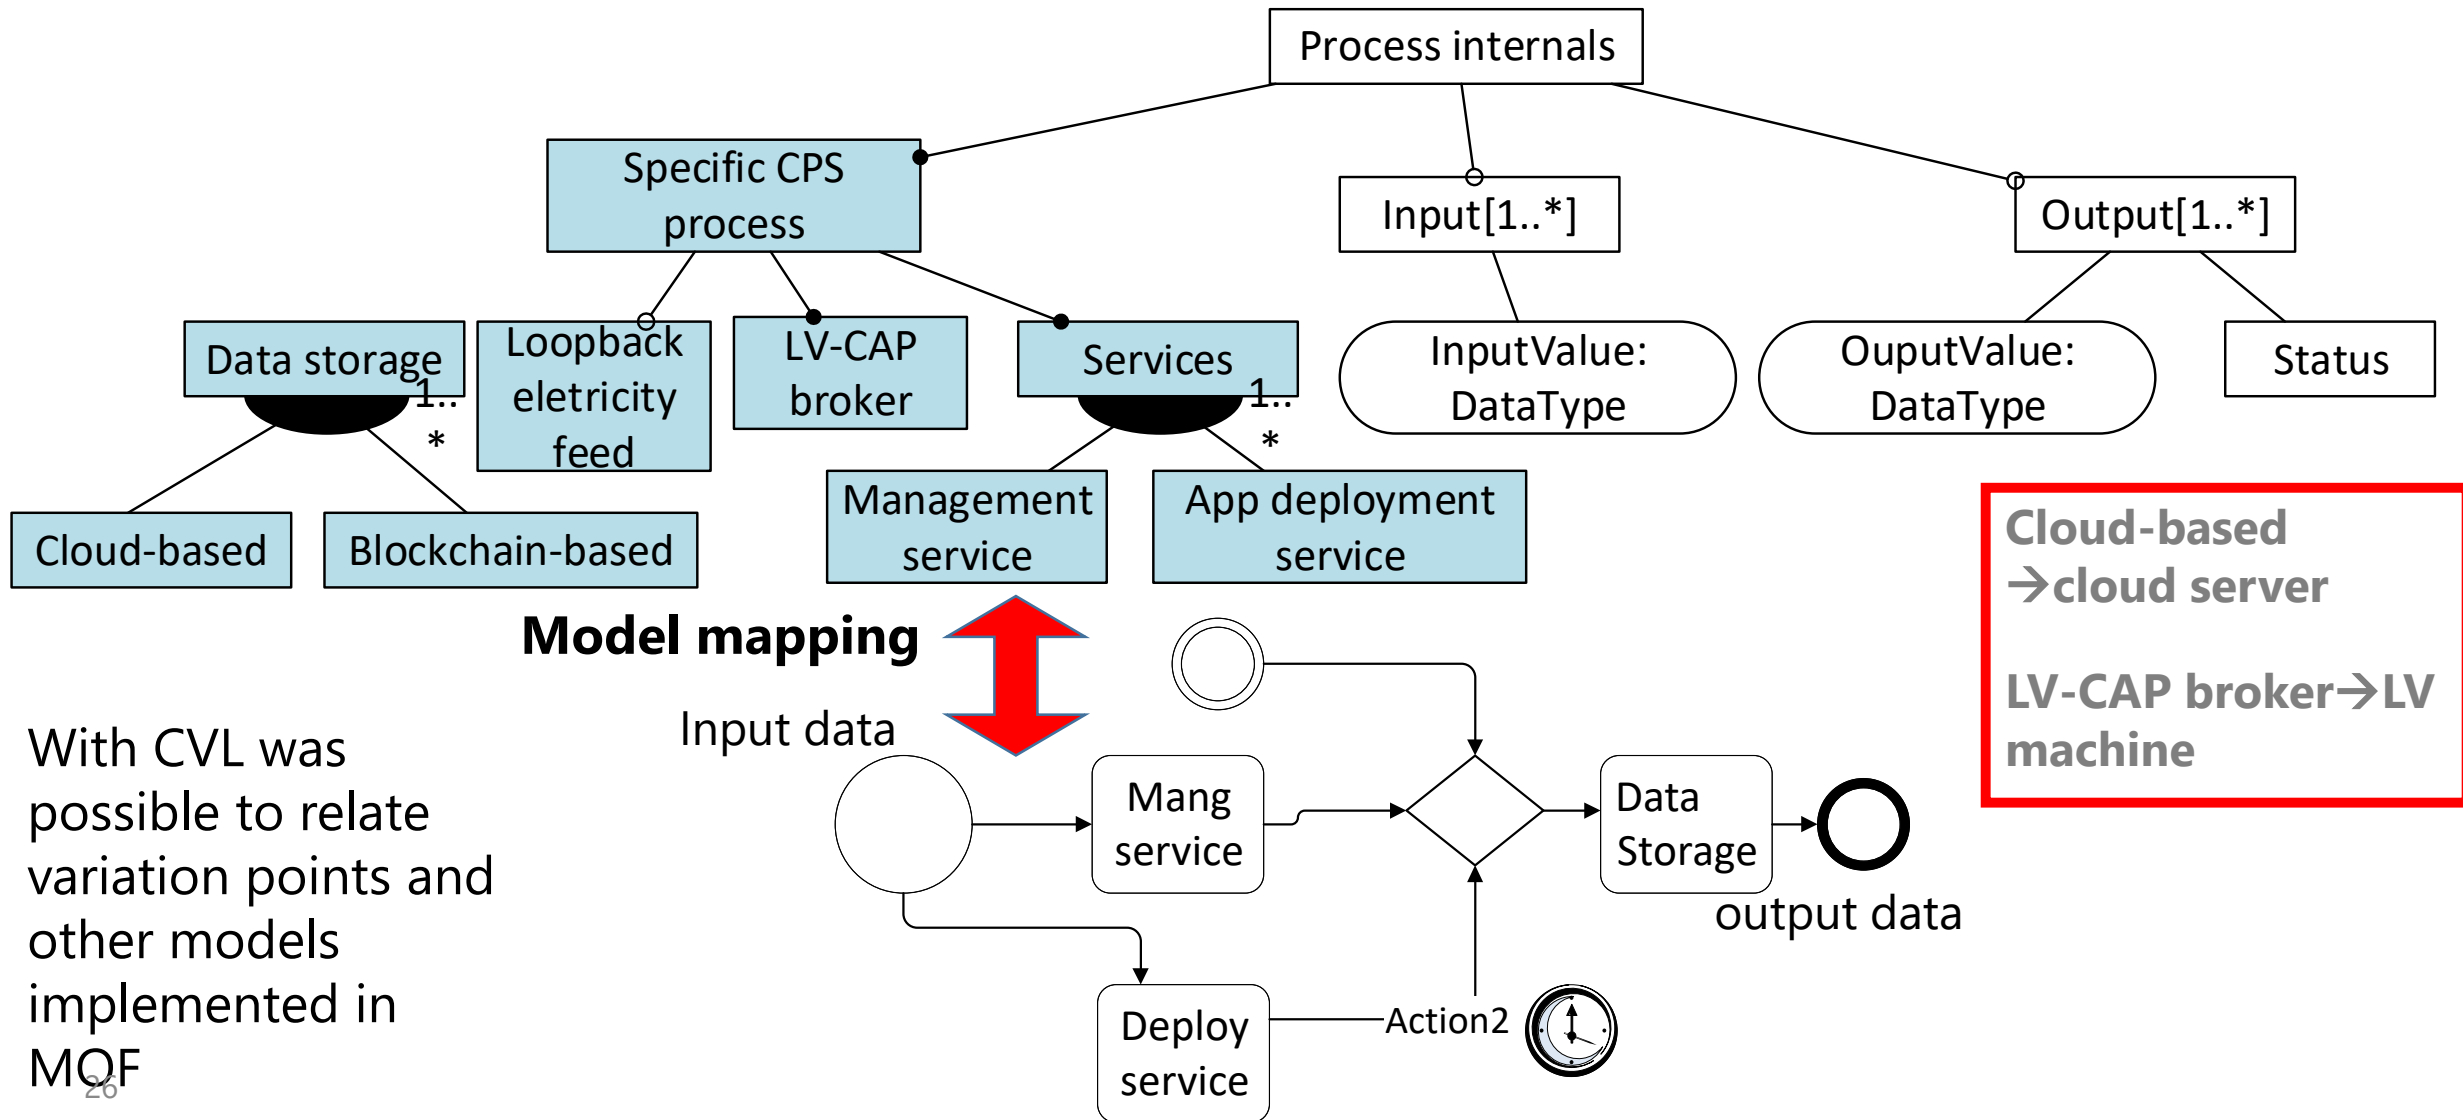 Process internals
Specific CPS
process
Input[1..*]
Output[1..*]
Data storage
1..
*
Loopback
eletricity
feed
LV-CAP
broker
Services
1..
*
InputValue:
DataType
OuputValue:
DataType
Status
Cloud-based
Blockchain-based
Management
service
App deployment
service
Cloud-based
→cloud server
LV-CAP broker→LV
machine
Model mapping
Input data
With CVL was
possible to relate
variation points and
other models
implemented in
MOF
Mang
service
Data
Storage
output data
Deploy
service
Action2
26